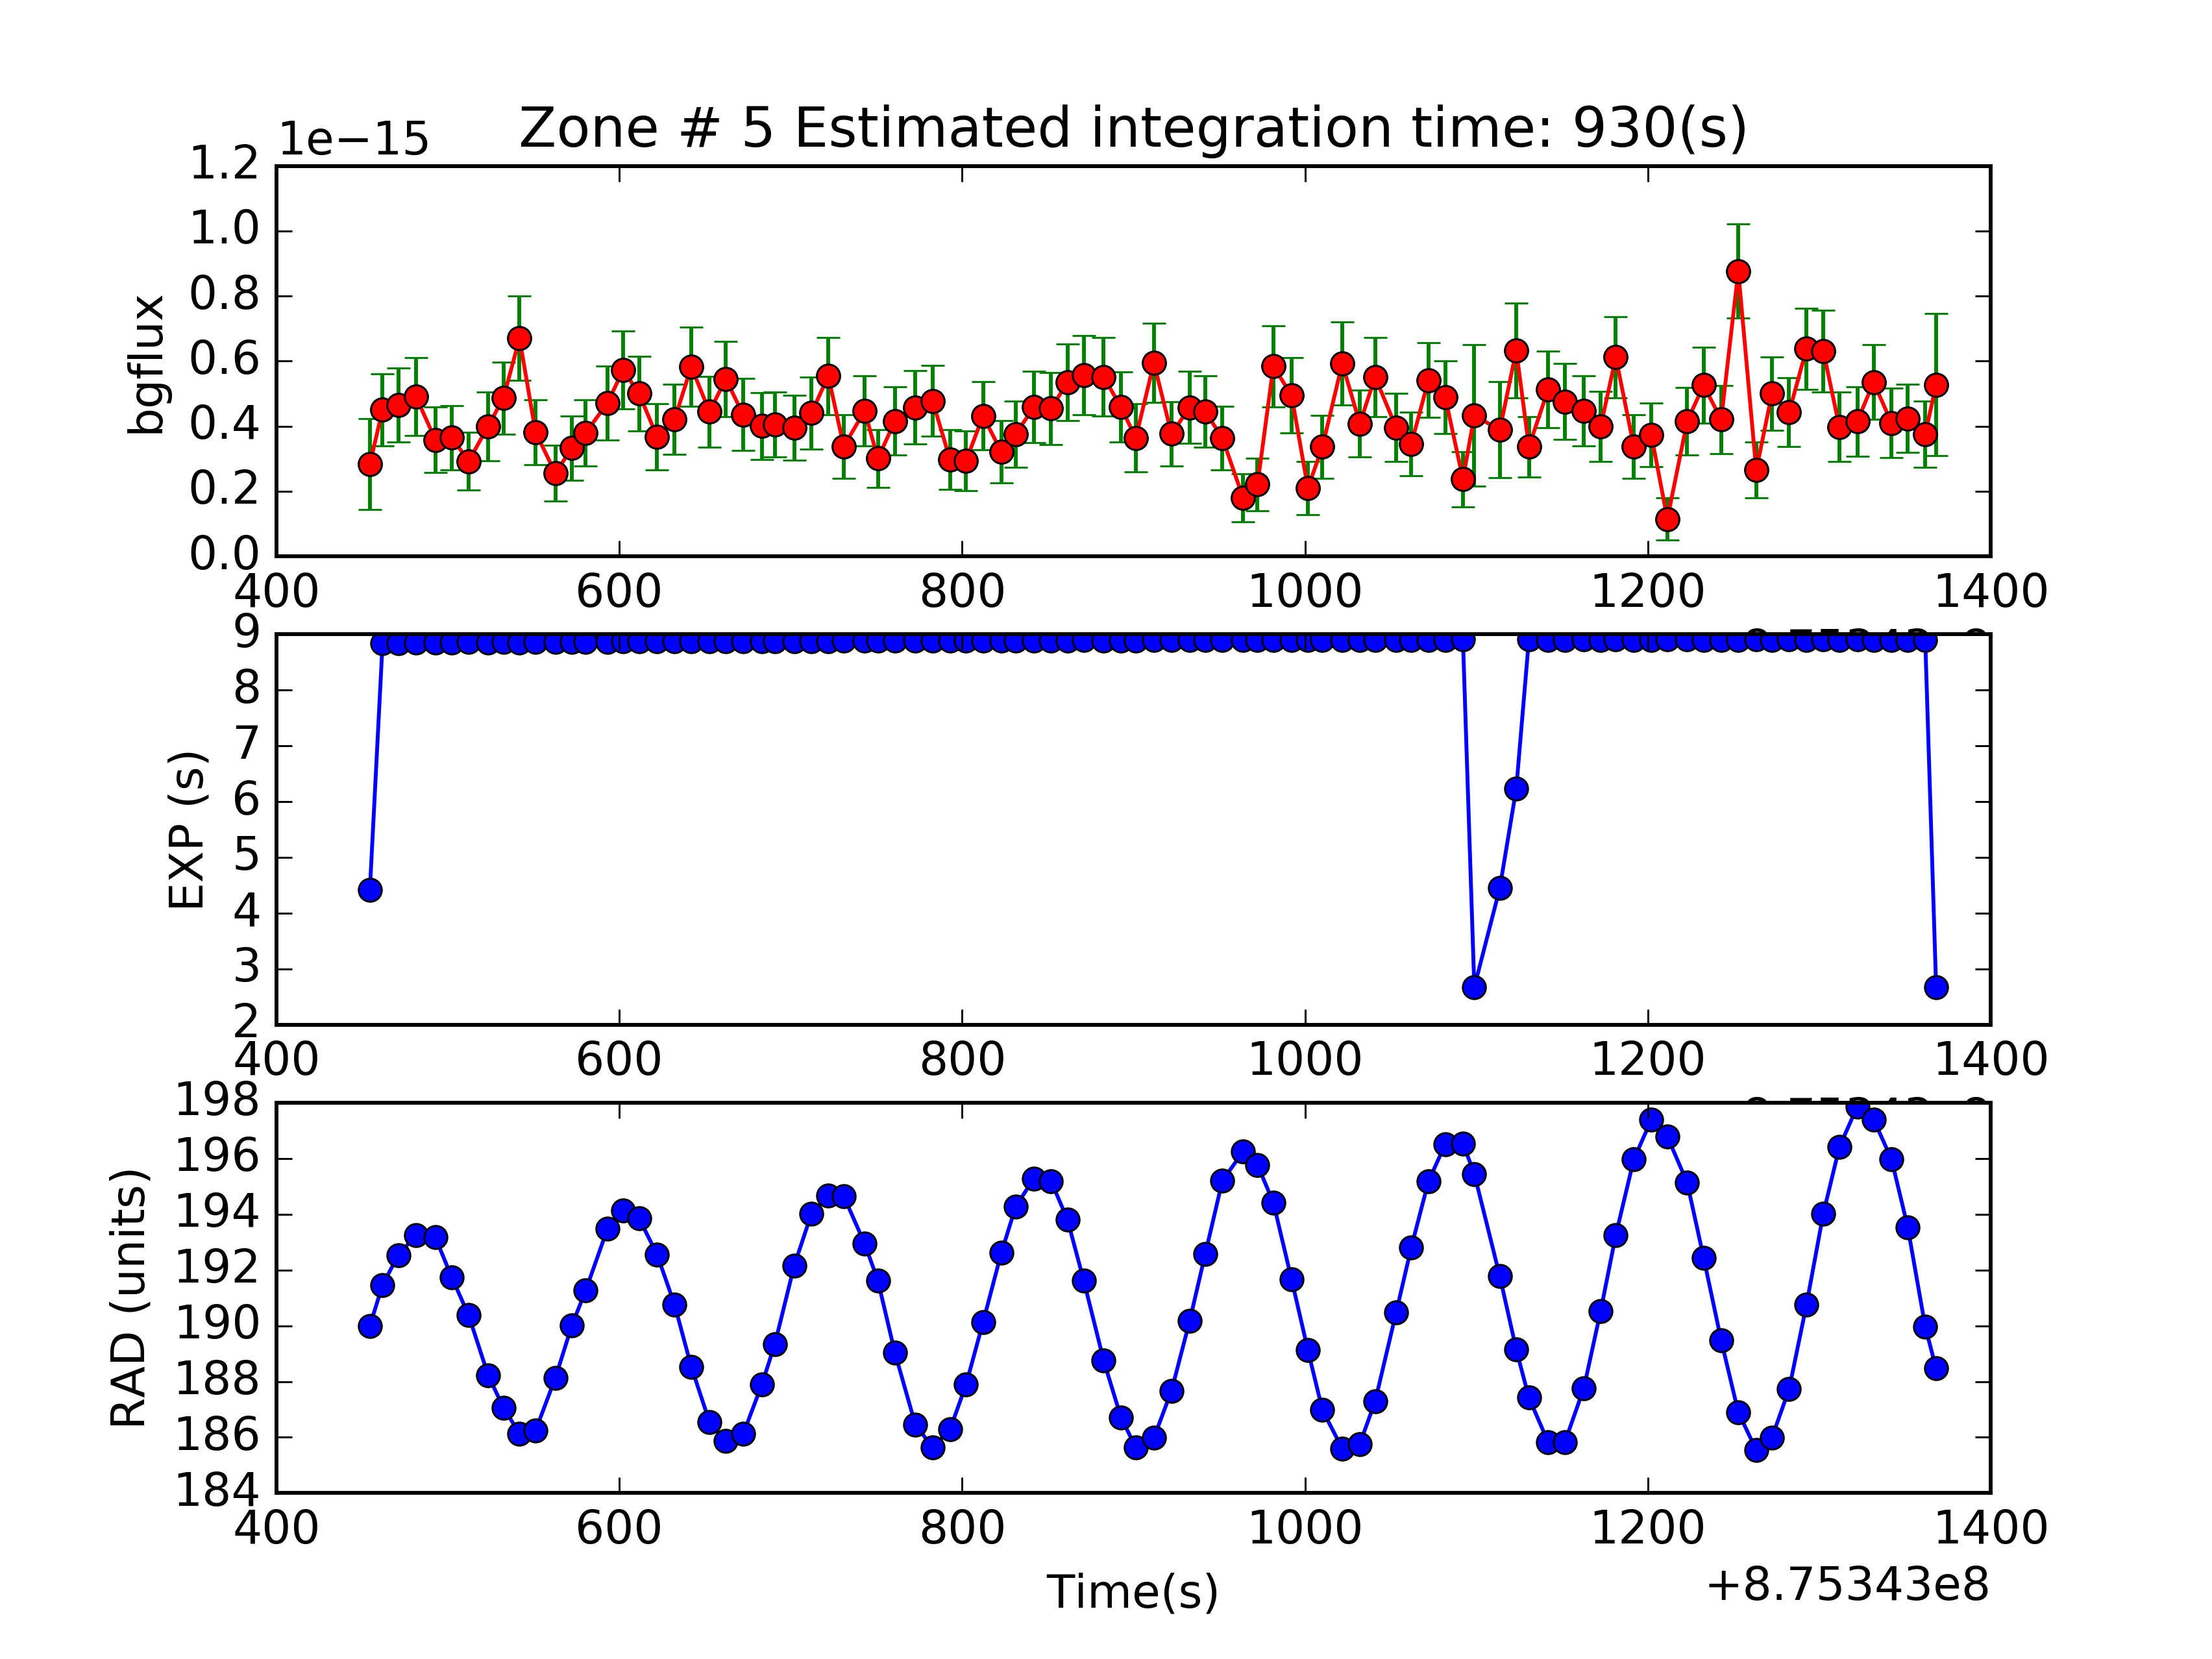 1e−15
Zone # 5 Estimated integration time: 930(s)
1.2
1.0
0.8
0.6
0.4
0.2
0.0
bgflux
400 600 800 1000 1200 1400
9
8
7
6
5
4
3
2
EXP (s)
400 600 800 1000 1200 1400
198
196
194
192
190
188
186
184
RAD (units)
400 600 800 1000 1200 1400
Time(s)
+8.75343e8